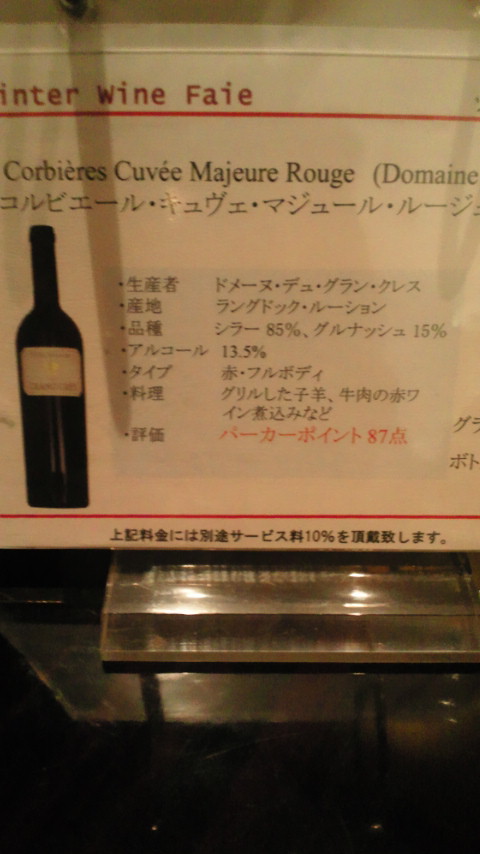 inter Wine Faie
Corbières Cuvée Majeure Rouge (Domaine
コルビエール・キュヴェ・マジュール・ルージュ
・生産者 ドメーヌ・デュ・グラン・クレス
・産地 ラングドック・ルーション
・品種 シラー 85%、グルナッシュ 15%
・アルコール 13.5%
・タイプ 赤・フルボディ
・料理 グリルした子羊、牛肉の赤ワ
イン煮込みなど
グラ
・評価 パーカーポイント 87点
ボト
上記料金には別途サービス料10%を頂戴致します。